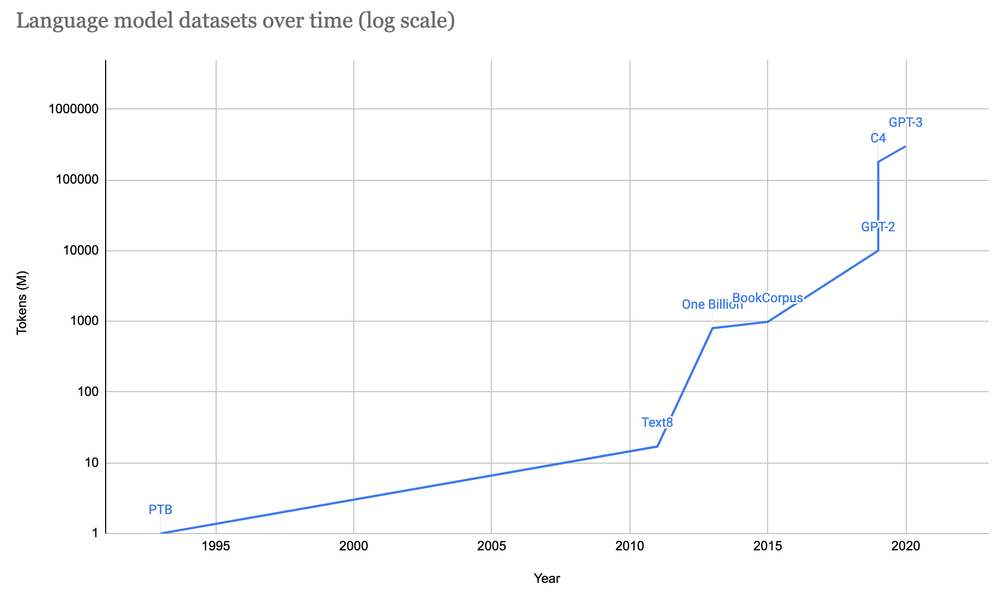 Language model datasets over time (log scale)
1000000
GPT-3
C4
100000
GPT-2
10000
Tokens (M)
BookCorpus
One Billion
1000
100
Text8
10
PTB
1
1995
2000
2005
2010
2015
2020
Year